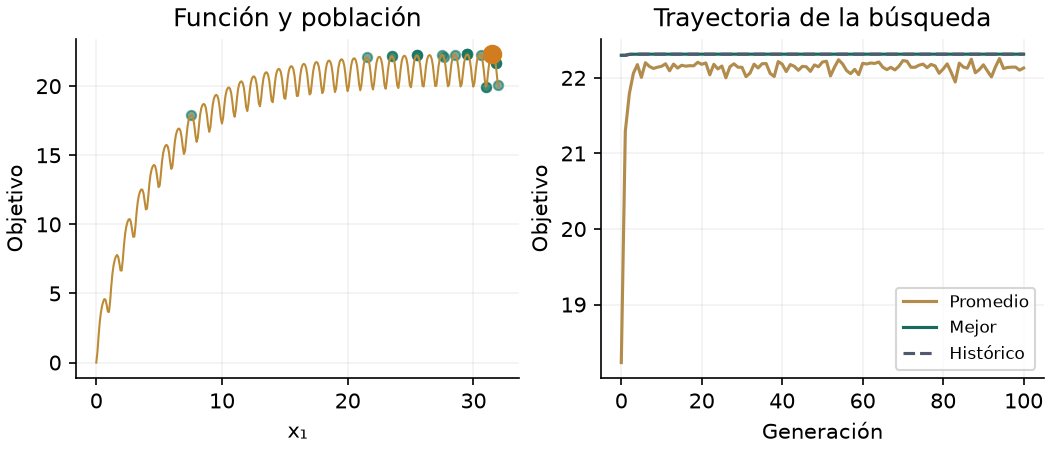 Función y población
Objetivo
20
15
10
5
0
0
10
20
30
x₁
Trayectoria de la búsqueda
Objetivo
22
21
20
19
Promedio
Mejor
Histórico
0
20
40
60
80
100
Generación